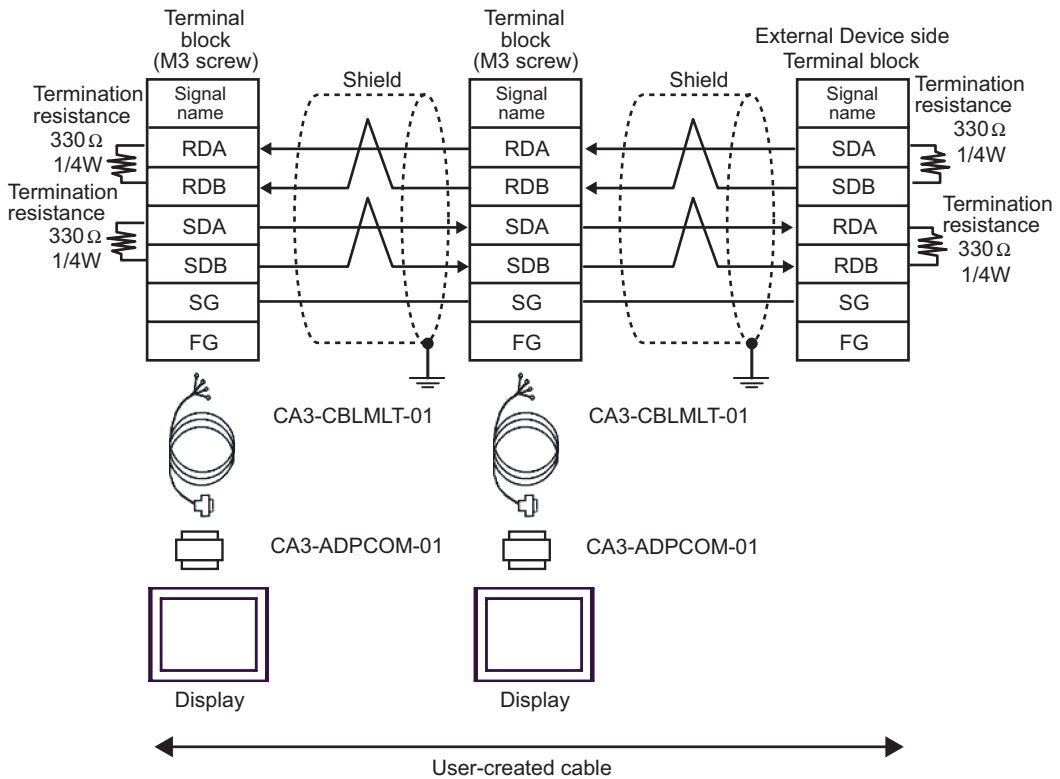 Terminal
block
(M3 screw)
Terminal
block
(M3 screw)
External Device side
Terminal block
Shield
Shield
Termination
resistance
330Ω
1/4W
Termination
resistance
330Ω
1/4W
Signal
name
RDA
RDB
SDA
SDB
SG
FG
Signal
name
RDA
RDB
SDA
SDB
SG
FG
Signal
name
SDA
SDB
RDA
RDB
SG
FG
Termination
resistance
330Ω
1/4W
Termination
resistance
330Ω
1/4W
CA3-CBLMLT-01
CA3-CBLMLT-01
CA3-ADPCOM-01
CA3-ADPCOM-01
Display
Display
User-created cable